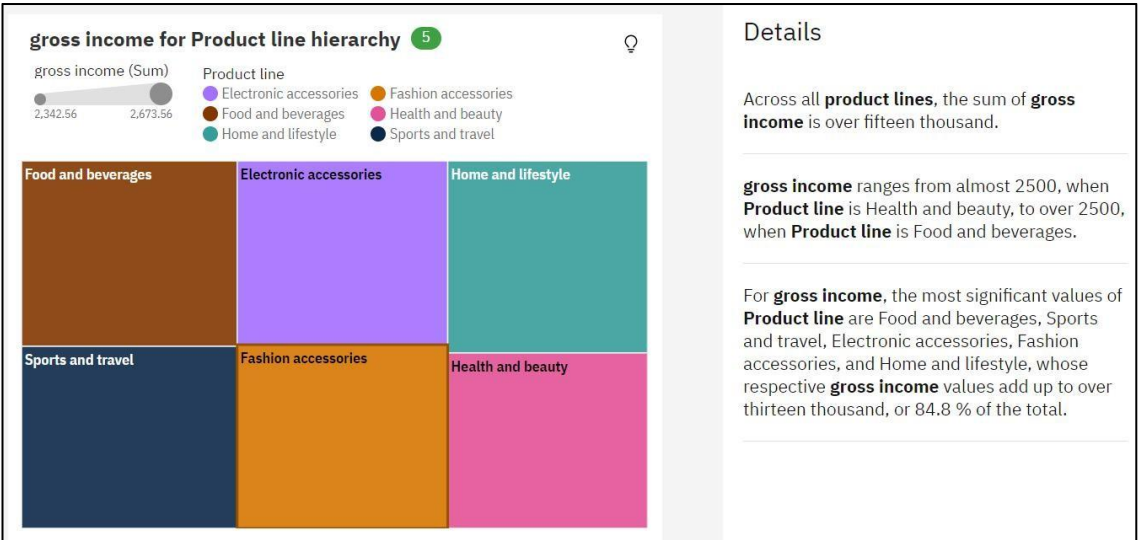 gross income for Product line hierarchy 5
gross income (Sum)
2,342.56 2,673.56
Product line
Electronic accessories Fashion accessories
Food and beverages Health and beauty
Home and lifestyle Sports and travel
Food and beverages
Electronic accessories
Home and lifestyle
Sports and travel
Fashion accessories
Health and beauty
Details
Across all product lines, the sum of gross
income is over fifteen thousand.
gross income ranges from almost 2500, when
Product line is Health and beauty, to over 2500,
when Product line is Food and beverages.
For gross income, the most significant values of
Product line are Food and beverages, Sports
and travel, Electronic accessories, Fashion
accessories, and Home and lifestyle, whose
respective gross income values add up to over
thirteen thousand, or 84.8 % of the total.